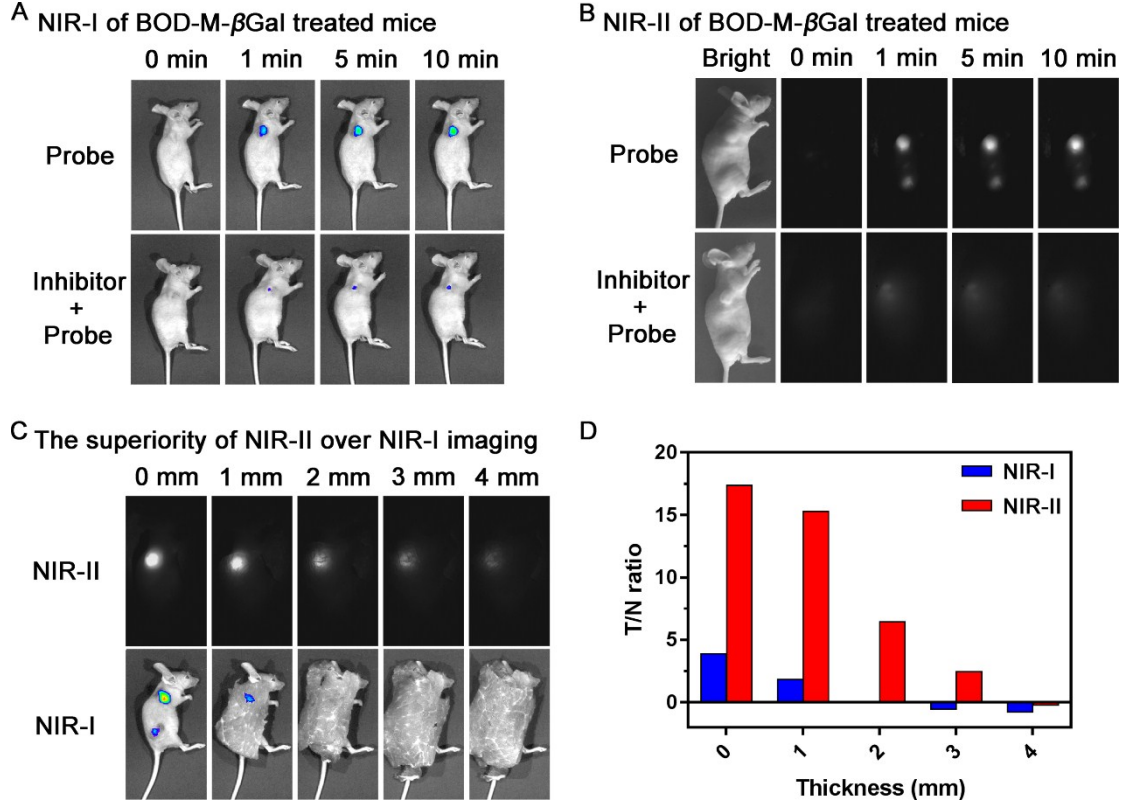 A NIR-I of BOD-M-βGal treated mice
0 min 1 min 5 min 10 min
Probe
Inhibitor
+
Probe
B NIR-II of BOD-M-βGal treated mice
Bright 0 min 1 min 5 min 10 min
Probe
Inhibitor
+
Probe
C The superiority of NIR-II over NIR-I imaging
0 mm 1 mm 2 mm 3 mm 4 mm
NIR-II
NIR-I
D
20
15
10
5
0
T/N ratio
NIR-I
NIR-II
0 1 2 3 4
Thickness (mm)